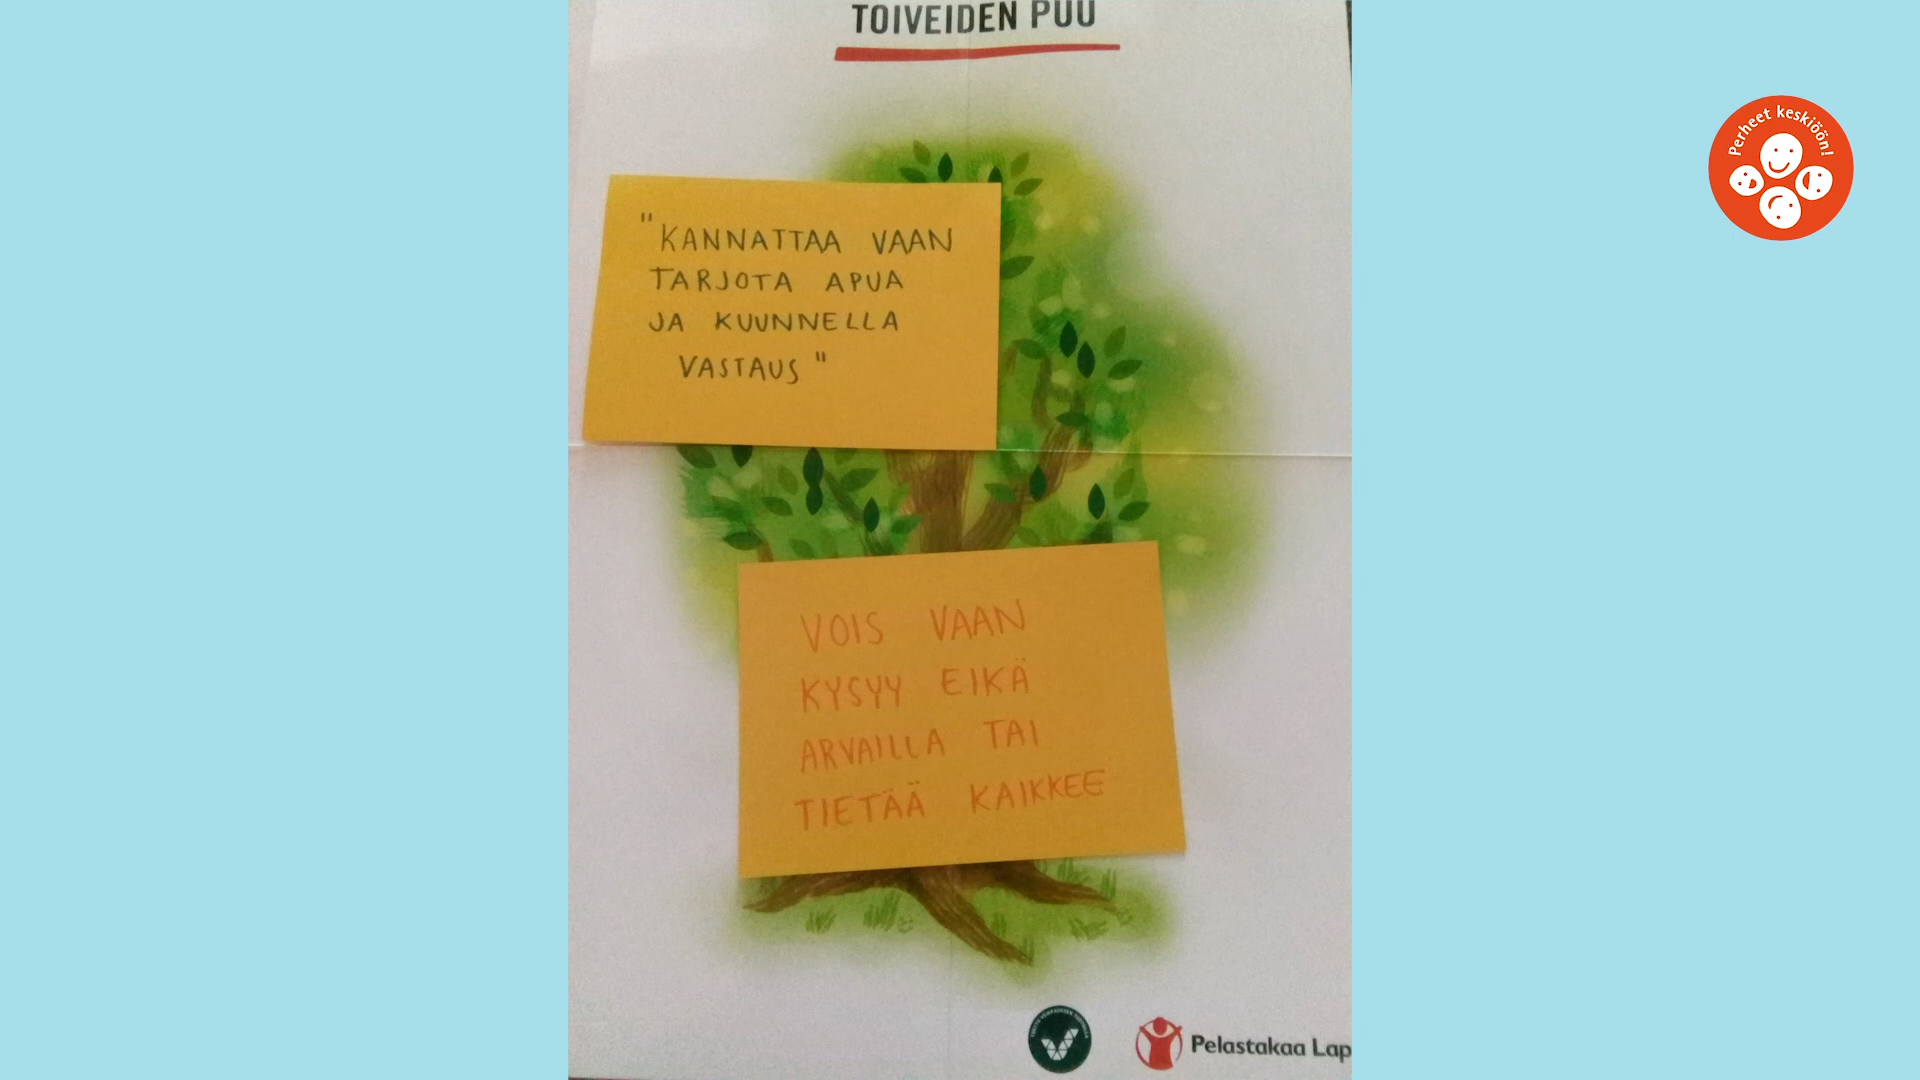 TOIVEIDEN PUU
Perheet keskiöön!
"KANNATTAA VAAN
TARJOTA APUA
JA KUUNNELLA
VASTAUS"
VOIS VAAN
KYSYY EIKÄ
ARVAILLA TAI
TIETÄÄ KAIKKEE
Pelastakaa Lap